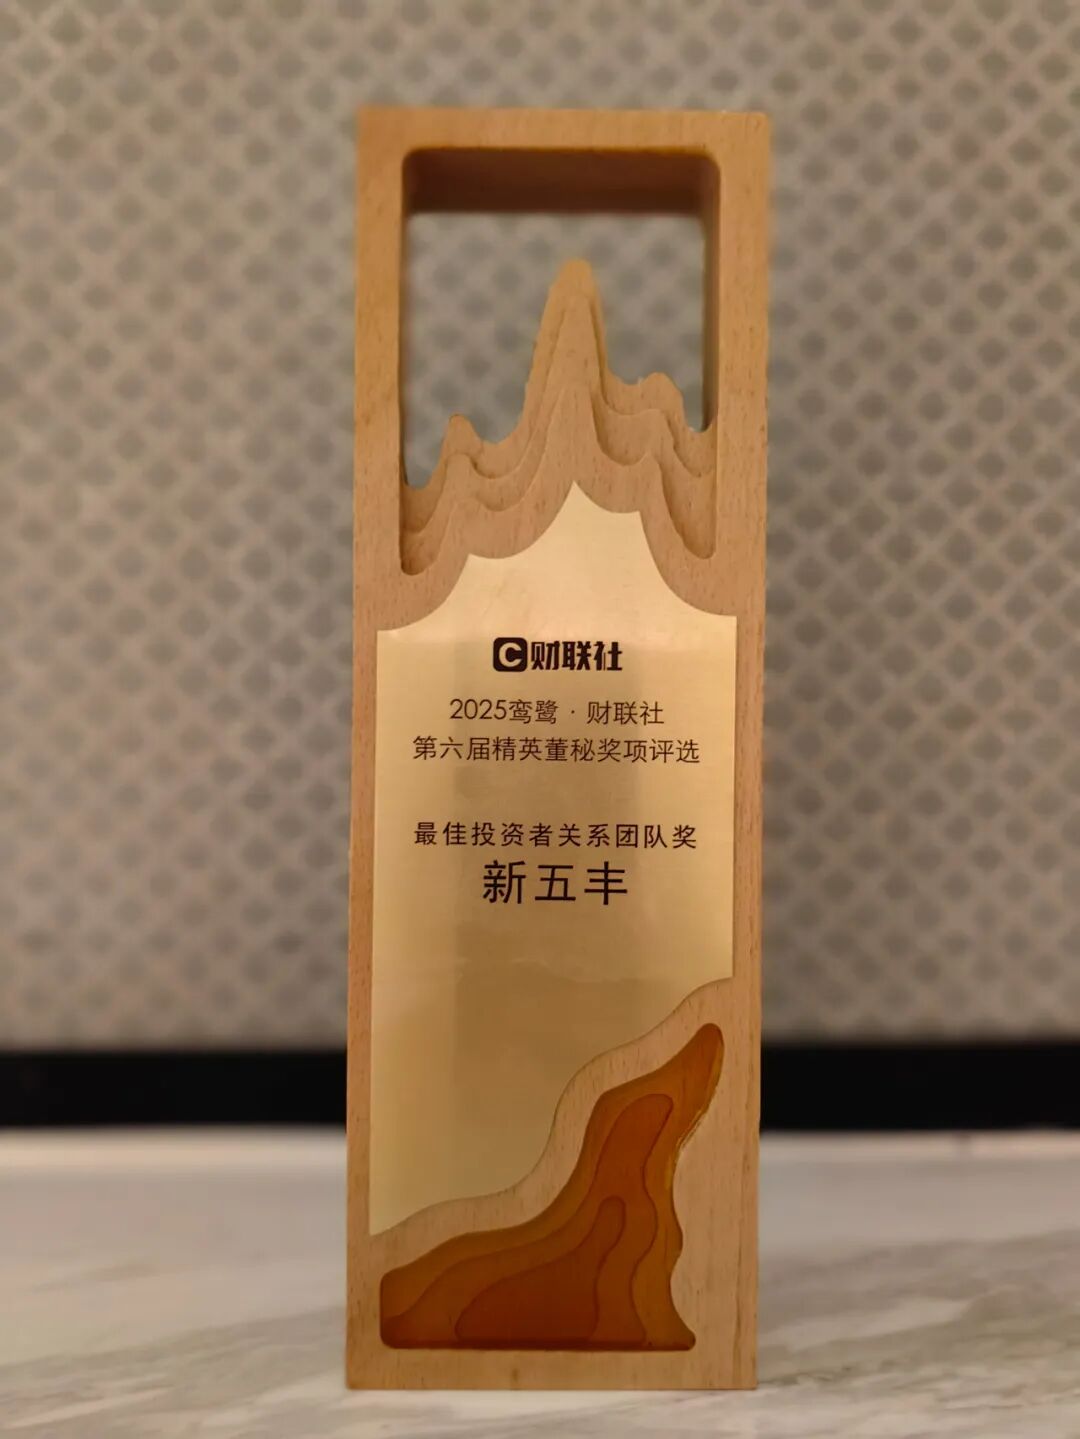 C财联社
2025鸾鹭·财联社
第六届精英董秘奖项评选
最佳投资者关系团队奖
新五丰